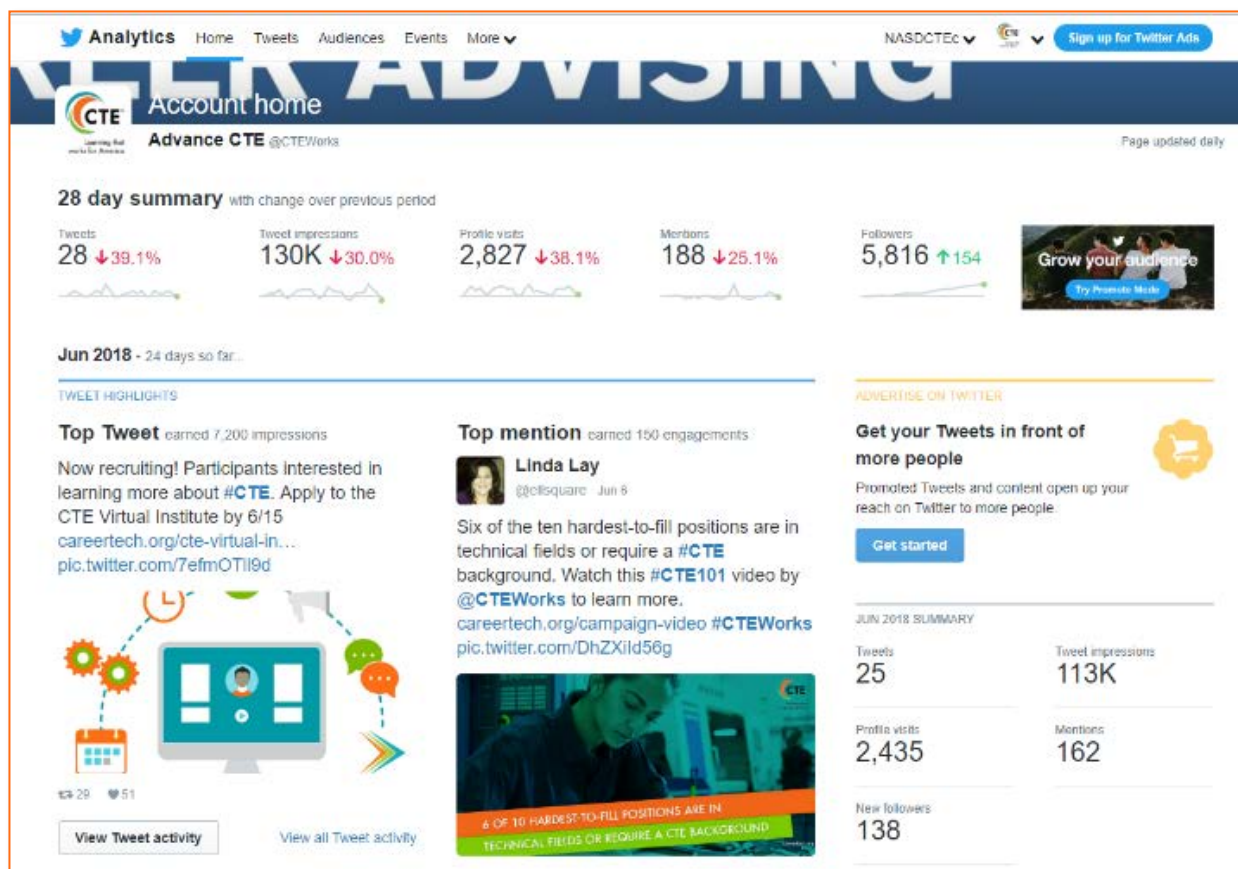 Analytics Home Tweets Audiences Events More
NASDCTEc Sign up for Twitter Ads
REER ADVISING
CTE
Learning that
works for America
Account home
Advance CTE @CTEWorks
Page updated daily
28 day summary with change over previous period
Tweets
28 ↓39.1%
Tweet impressions
130K ↓30.0%
Profile visits
2,827 ↓38.1%
Mentions
188 ↓25.1%
Followers
5,816 ↑154
Grow your audience
Try Promote Mode
Jun 2018 - 24 days so far...
TWEET HIGHLIGHTS
Top Tweet earned 7,200 impressions
Now recruiting! Participants interested in
learning more about #CTE. Apply to the
CTE Virtual Institute by 6/15
careertech.org/cte-virtual-in…
29 51
View Tweet activity
View all Tweet activity
Top mention earned 150 engagements
Linda Lay
@ellsquare Jun 6
Six of the ten hardest-to-fill positions are in
technical fields or require a #CTE
background. Watch this #CTE101 video by
@CTEWorks to learn more.
careertech.org/campaign-video #CTEWorks
CTE
6 OF 10 HARDEST-TO-FILL POSITIONS ARE IN
TECHNICAL FIELDS OR REQUIRE A CTE BACKGROUND
ADVERTISE ON TWITTER
Get your Tweets in front of
more people
Promoted Tweets and content open up your
reach on Twitter to more people.
Get started
JUN 2018 SUMMARY
Tweets
25
Tweet impressions
113K
Profile visits
2,435
Mentions
162
New followers
138